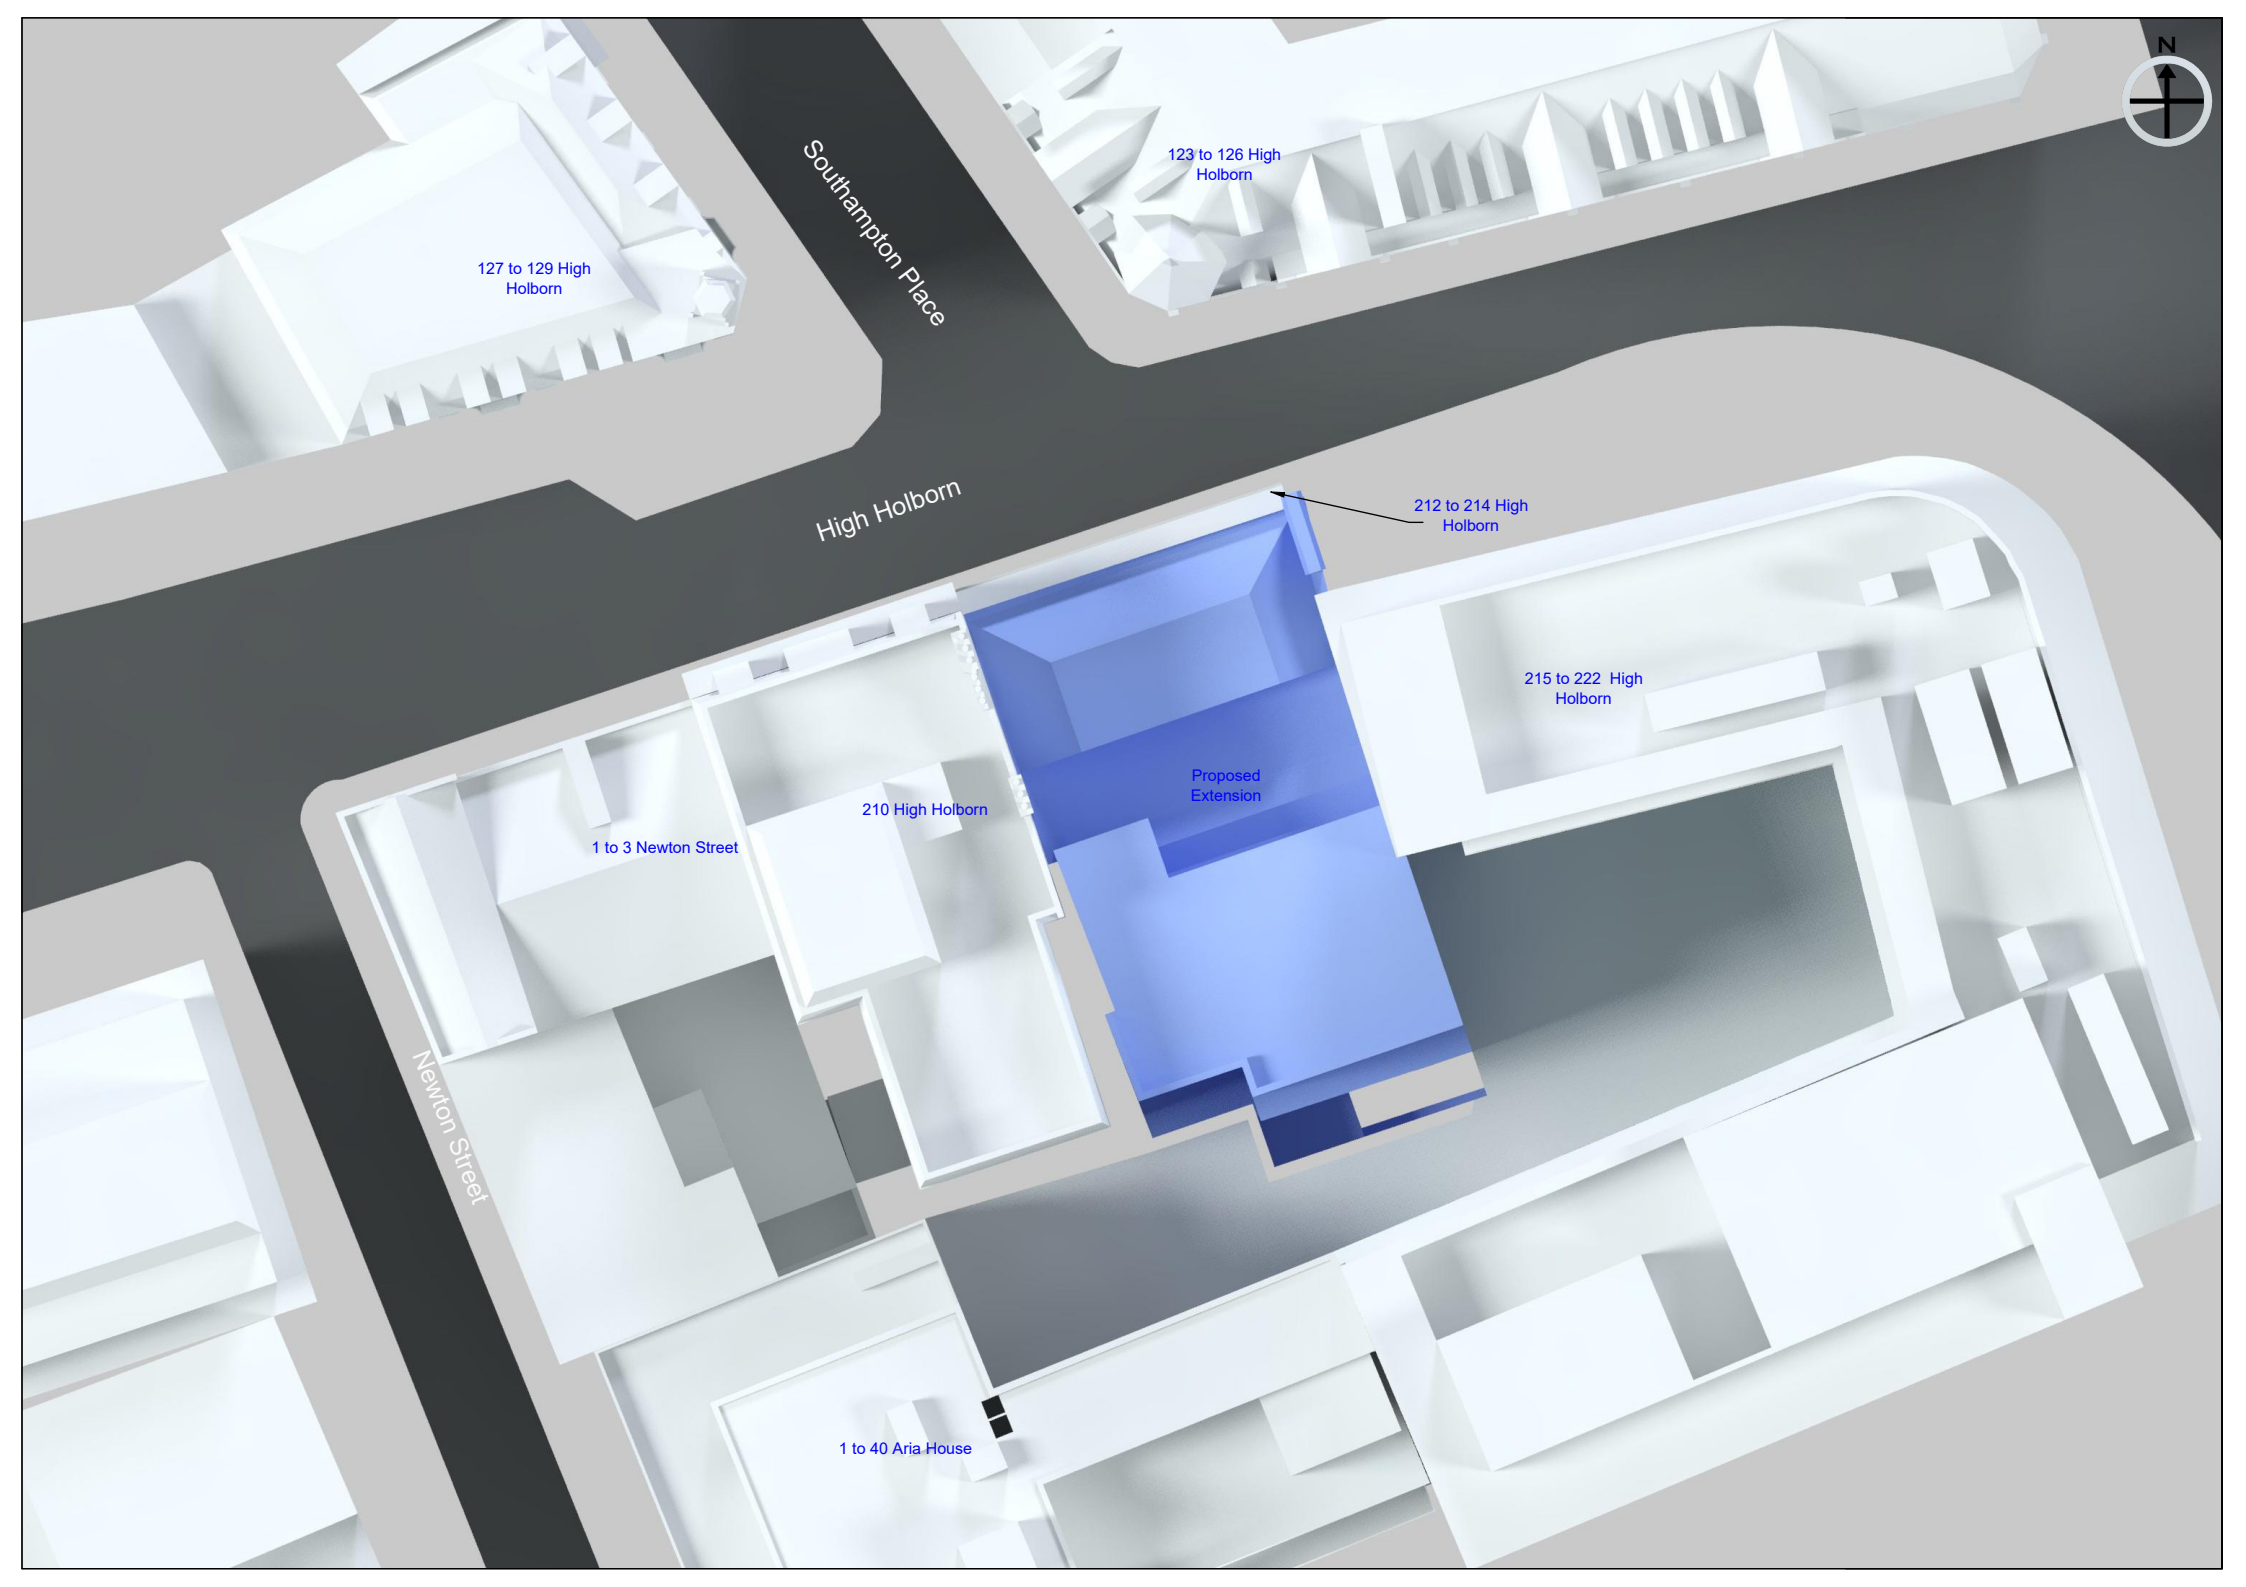 N
Southampton Place
123 to 126 High
Holborn
127 to 129 High
Holborn
High Holborn
212 to 214 High
Holborn
215 to 222  High
Holborn
Proposed
Extension
210 High Holborn
1 to 3 Newton Street
Newton Street
1 to 40 Aria House